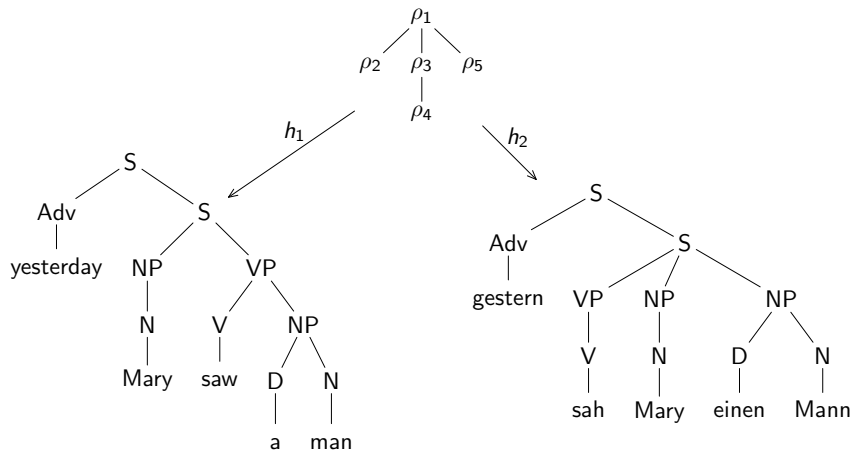 ρ1
ρ2 ρ3 ρ5
ρ4
h1
h2
S
S
Adv
S
Adv
S
yesterday
NP
VP
gestern
VP
NP
NP
N
V
NP
V
N
D
N
Mary
saw
D
N
sah
Mary
einen
Mann
a
man